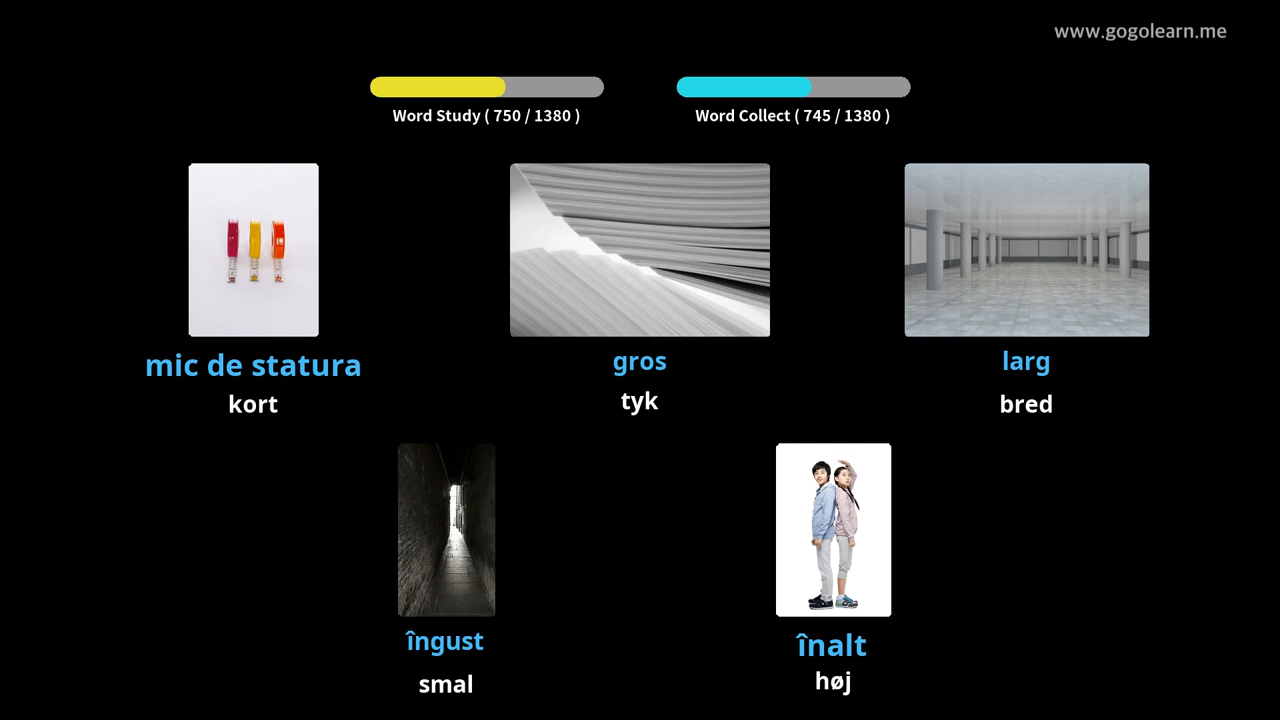 www.gogolearn.me
Word Study ( 750 / 1380 )
Word Collect ( 745 / 1380 )
mic de statura
kort
gros
tyk
larg
bred
îngust
smal
înalt
høj